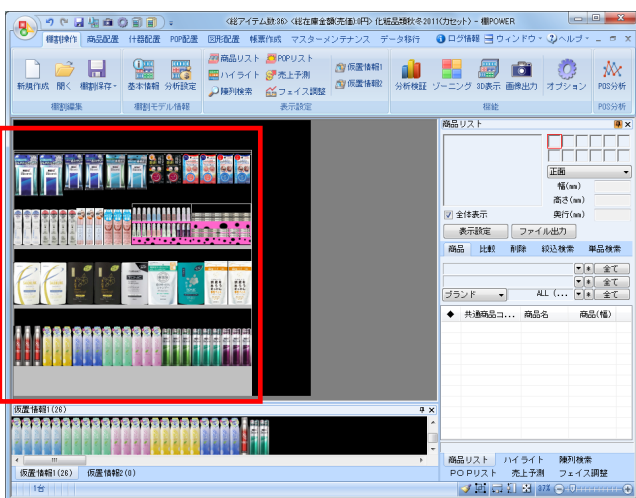 <総アイテム数:36> <総在庫金額(売価):0円> 化粧品類秋冬2011(カセット) - 棚POWER
棚割操作 商品配置 什器配置 POP配置 図形配置 帳票作成 マスターメンテナンス データ移行 ログ情報 ウィンドウ ヘルプ
新規作成 開く 棚割保存 基本情報 分析設定
商品リスト POPリスト 仮置情報1
ハイライト 売上予測 仮置情報2
陳列検索 フェイス調整
分析検証 ゾーニング 3D表示 画像出力 オプション POS分析
棚割編集 棚割モデル情報 表示設定 機能 POS分析
商品リスト
正面
幅(mm)
高さ(mm)
全体表示 奥行(mm)
表示設定 ファイル出力
商品 比較 削除 絞込検索 単品検索
* 全て
* 全て
ブランド ALL (... * 全て
◆ 共通商品コ... 商品名 商品(幅)
仮置情報1(26)
仮置情報1(26) 仮置情報2(0)
商品リスト ハイライト 陳列検索
POPリスト 売上予測 フェイス調整
1台 37%